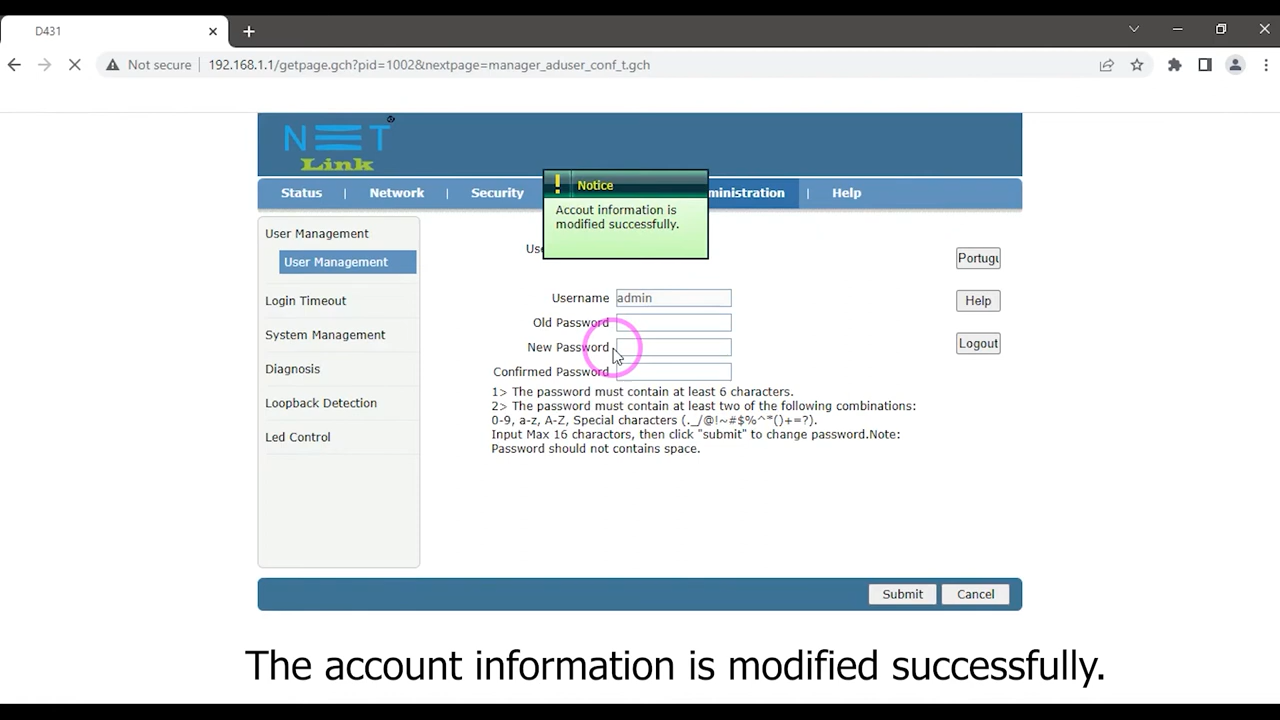 D431
Not secure
192.168.1.1/getpage.gch?pid=1002&nextpage=manager_aduser_conf_t.gch
NET
Link
Status | Network | Security
ministration | Help
Notice
Accout information is
modified successfully.
User Management
User Management
Login Timeout
System Management
Diagnosis
Loopback Detection
Led Control
Username admin
Old Password
New Password
Confirmed Password
1> The password must contain at least 6 characters.
2> The password must contain at least two of the following combinations:
0-9, a-z, A-Z, Special characters (._/@!~#$%^*()+=?).
Input Max 16 characters, then click "submit" to change password.Note:
Password should not contains space.
Portugu
Help
Logout
Submit
Cancel
The account information is modified successfully.